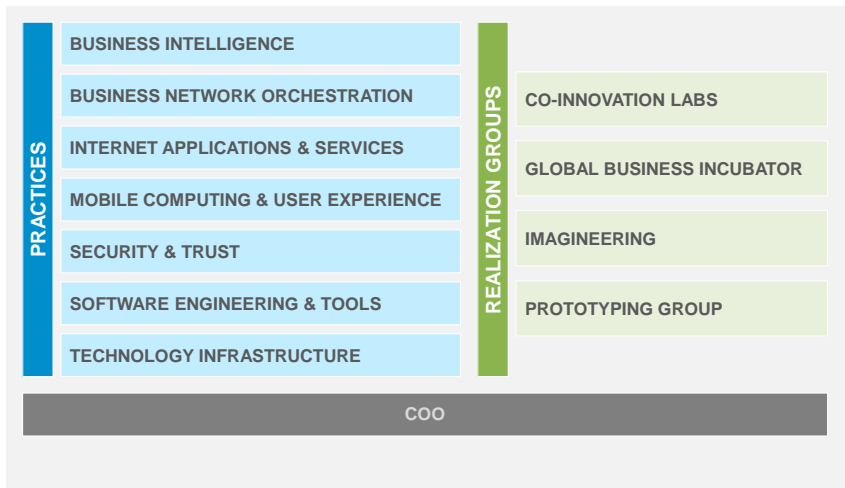 PRACTICES
BUSINESS INTELLIGENCE
BUSINESS NETWORK ORCHESTRATION
INTERNET APPLICATIONS & SERVICES
MOBILE COMPUTING & USER EXPERIENCE
SECURITY & TRUST
SOFTWARE ENGINEERING & TOOLS
TECHNOLOGY INFRASTRUCTURE
REALIZATION GROUPS
CO-INNOVATION LABS
GLOBAL BUSINESS INCUBATOR
IMAGINEERING
PROTOTYPING GROUP
COO